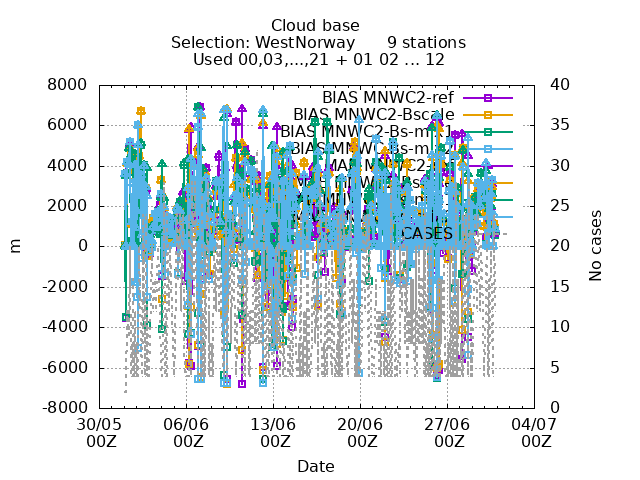 Cloud base
Selection: WestNorway 9 stations
Used 00,03,...,21 + 01 02 ... 12
8000
6000
4000
2000
0
-2000
-4000
-6000
-8000
40
35
30
25
20
15
10
5
0
BIAS MNWC2-ref
BIAS MNWC2-Bscale
BIAS MNWC2-Bs-m
CASES
m
No cases
30/05 06/06 13/06 20/06 27/06 04/07
00Z 00Z 00Z 00Z 00Z 00Z
Date